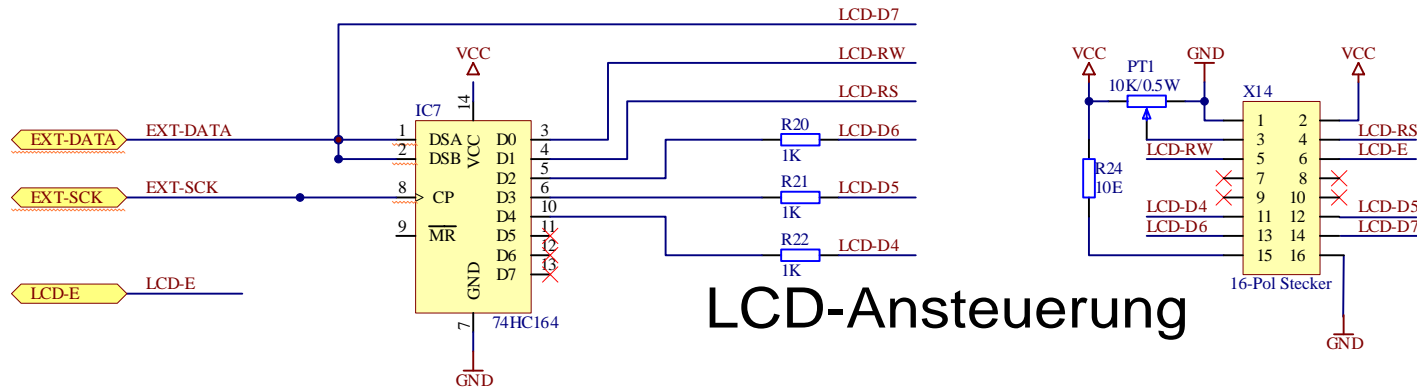 LCD-D7
VCC
LCD-RW
VCC
GND
VCC
PT1
10K/0.5W
X14
LCD-RS
14
IC7
EXT-DATA
EXT-DATA
1
DSA
VCC
D0
3
R20
LCD-D6
1K
2
DSB
D1
4
D2
5
EXT-SCK
EXT-SCK
8
CP
D3
6
R21
LCD-D5
1K
D4
10
9
MR
D5
11
D6
12
R22
LCD-D4
1K
D7
13
GND
LCD-E
LCD-E
7
74HC164
GND
LCD-Ansteuerung
1
2
3
4
LCD-RS
LCD-RW
5
6
LCD-E
R24
10E
7
8
9
10
LCD-D4
11
12
LCD-D5
LCD-D6
13
14
LCD-D7
15
16
16-Pol Stecker
GND